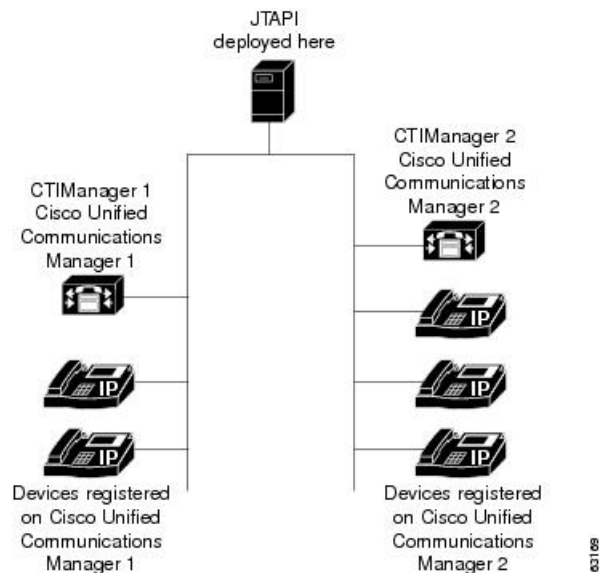 JTAPI
deployed here
CTIManager 1
Cisco Unified
Communications
Manager 1
IP
IP
Devices registered
on Cisco Unified
Communications
Manager 1
CTIManager 2
Cisco Unified
Communications
Manager 2
IP
IP
IP
Devices registered
on Cisco Unified
Communications
Manager 2
63169